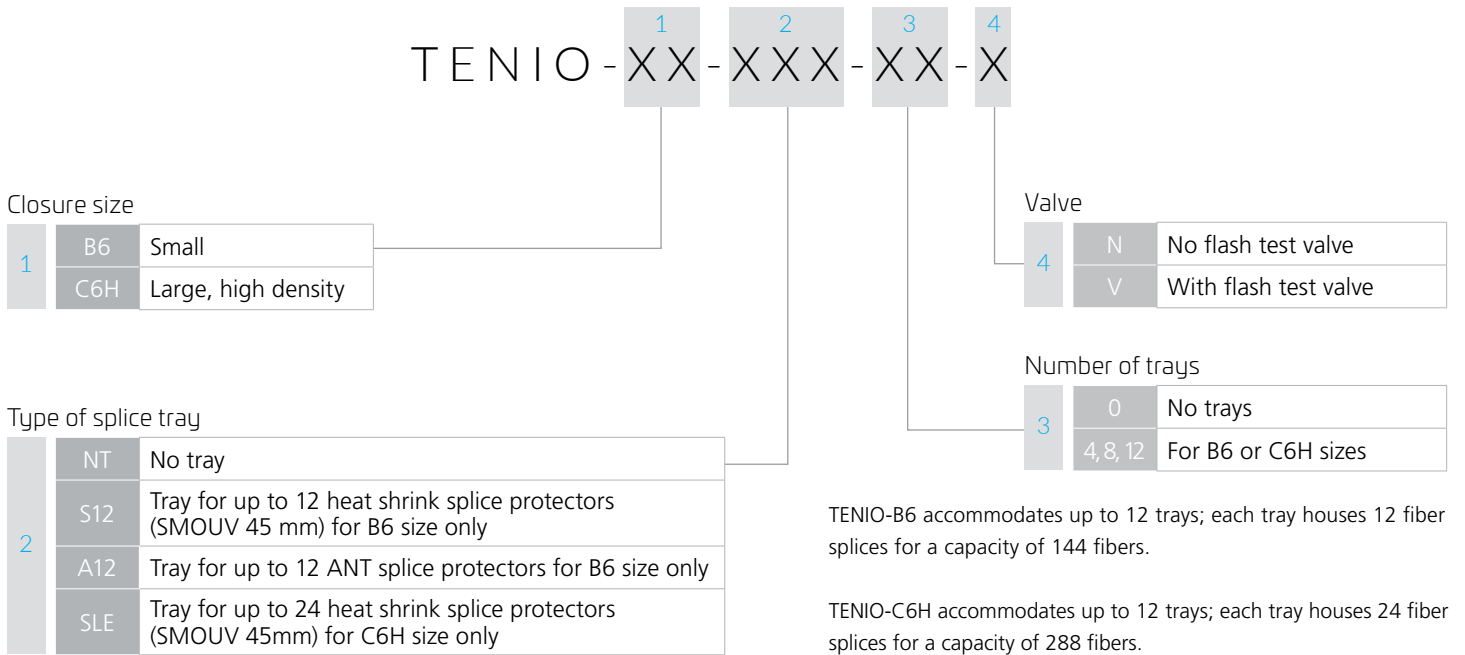 1 2 3 4
TENIO-XX-XXX-XX-X
Closure size
1
B6 Small
C6H Large, high density
Type of splice tray
2
NT No tray
S12 Tray for up to 12 heat shrink splice protectors
(SMOUV 45 mm) for B6 size only
A12 Tray for up to 12 ANT splice protectors for B6 size only
SLE Tray for up to 24 heat shrink splice protectors
(SMOUV 45mm) for C6H size only
Valve
4
N No flash test valve
V With flash test valve
Number of trays
3
0 No trays
4, 8, 12 For B6 or C6H sizes
TENIO-B6 accommodates up to 12 trays; each tray houses 12 fiber
splices for a capacity of 144 fibers.
TENIO-C6H accommodates up to 12 trays; each tray houses 24 fiber
splices for a capacity of 288 fibers.